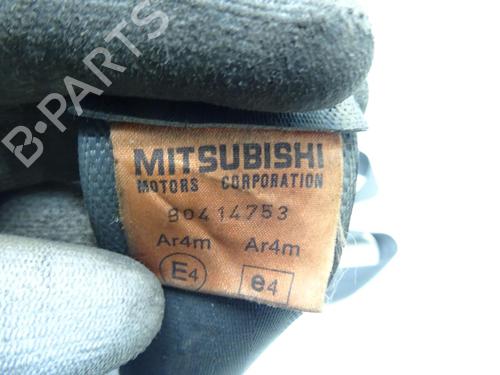 B-PARTS
MITSUBISHI
MOTORS CORPORATION
80414753
Ar4m Ar4m
E4 e4